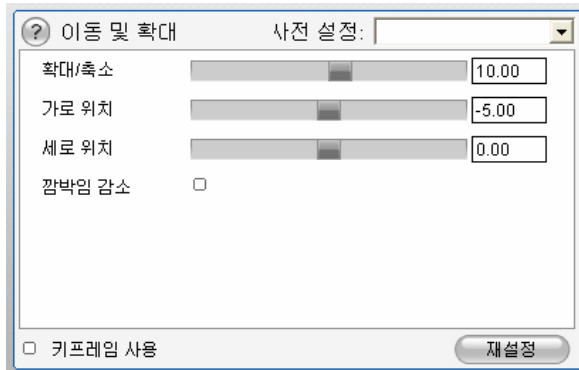 ? 이동 및 확대 사전 설정:
확대/축소 10.00
가로 위치 -5.00
세로 위치 0.00
깜박임 감소
키프레임 사용 재설정